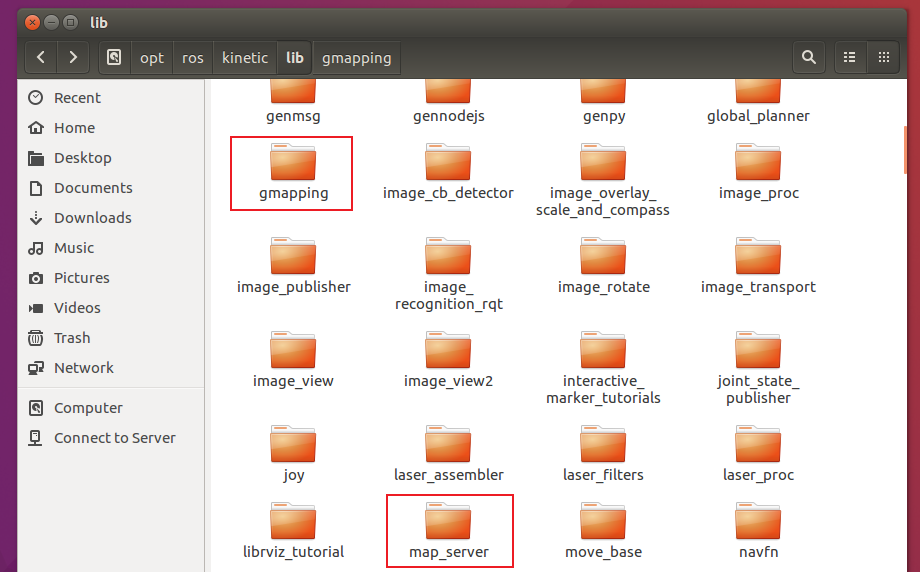 lib
opt ros kinetic lib gmapping
Recent
Home
Desktop
Documents
Downloads
Music
Pictures
Videos
Trash
Network
Computer
Connect to Server
genmsg gennodejs genpy global_planner
gmapping image_cb_detector image_overlay_ image_proc
scale_and_compass
image_publisher image_ image_rotate image_transport
recognition_rqt
image_view image_view2 interactive_ joint_state_
marker_tutorials publisher
joy laser_assembler laser_filters laser_proc
librviz_tutorial map_server move_base navfn